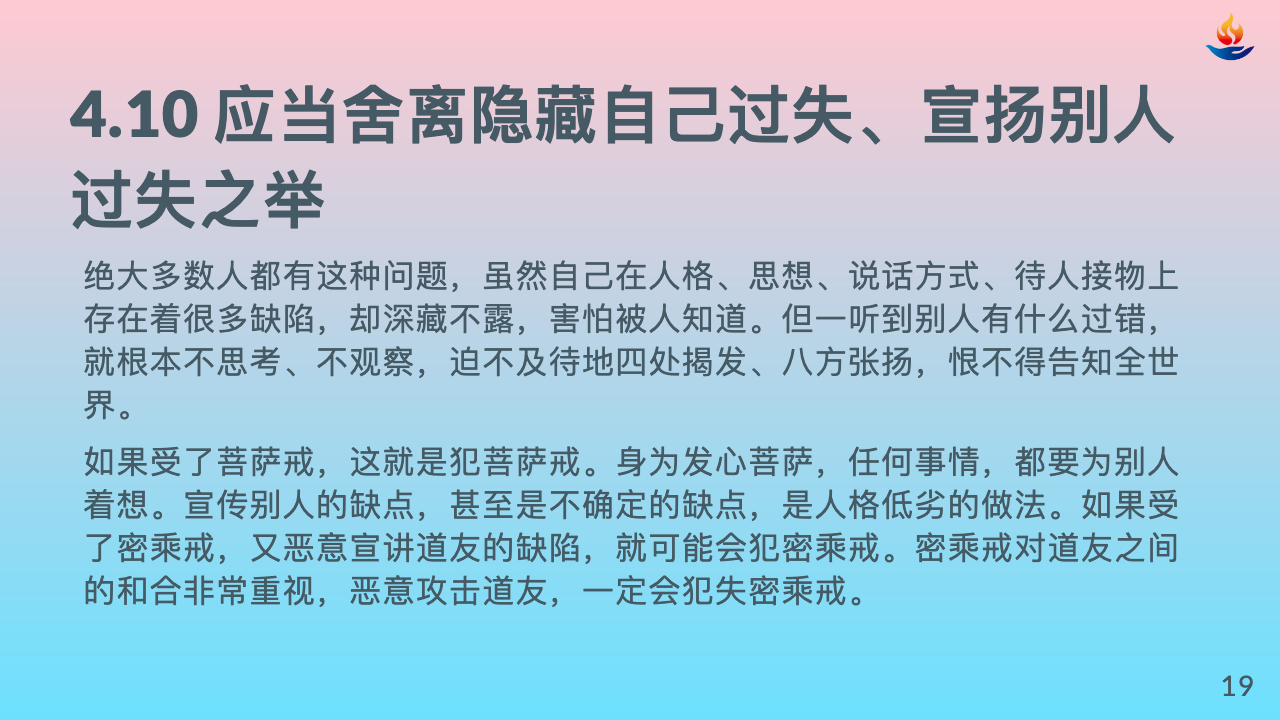 4.10 应当舍离隐藏自己过失、宣扬别人
过失之举
绝大多数人都有这种问题，虽然自己在人格、思想、说话方式、待人接物上
存在着很多缺陷，却深藏不露，害怕被人知道。但一听到别人有什么过错，
就根本不思考、不观察，迫不及待地四处揭发、八方张扬，恨不得告知全世
界。
如果受了菩萨戒，这就是犯菩萨戒。身为发心菩萨，任何事情，都要为别人
着想。宣传别人的缺点，甚至是不确定的缺点，是人格低劣的做法。如果受
了密乘戒，又恶意宣讲道友的缺陷，就可能会犯密乘戒。密乘戒对道友之间
的和合非常重视，恶意攻击道友，一定会犯失密乘戒。
19